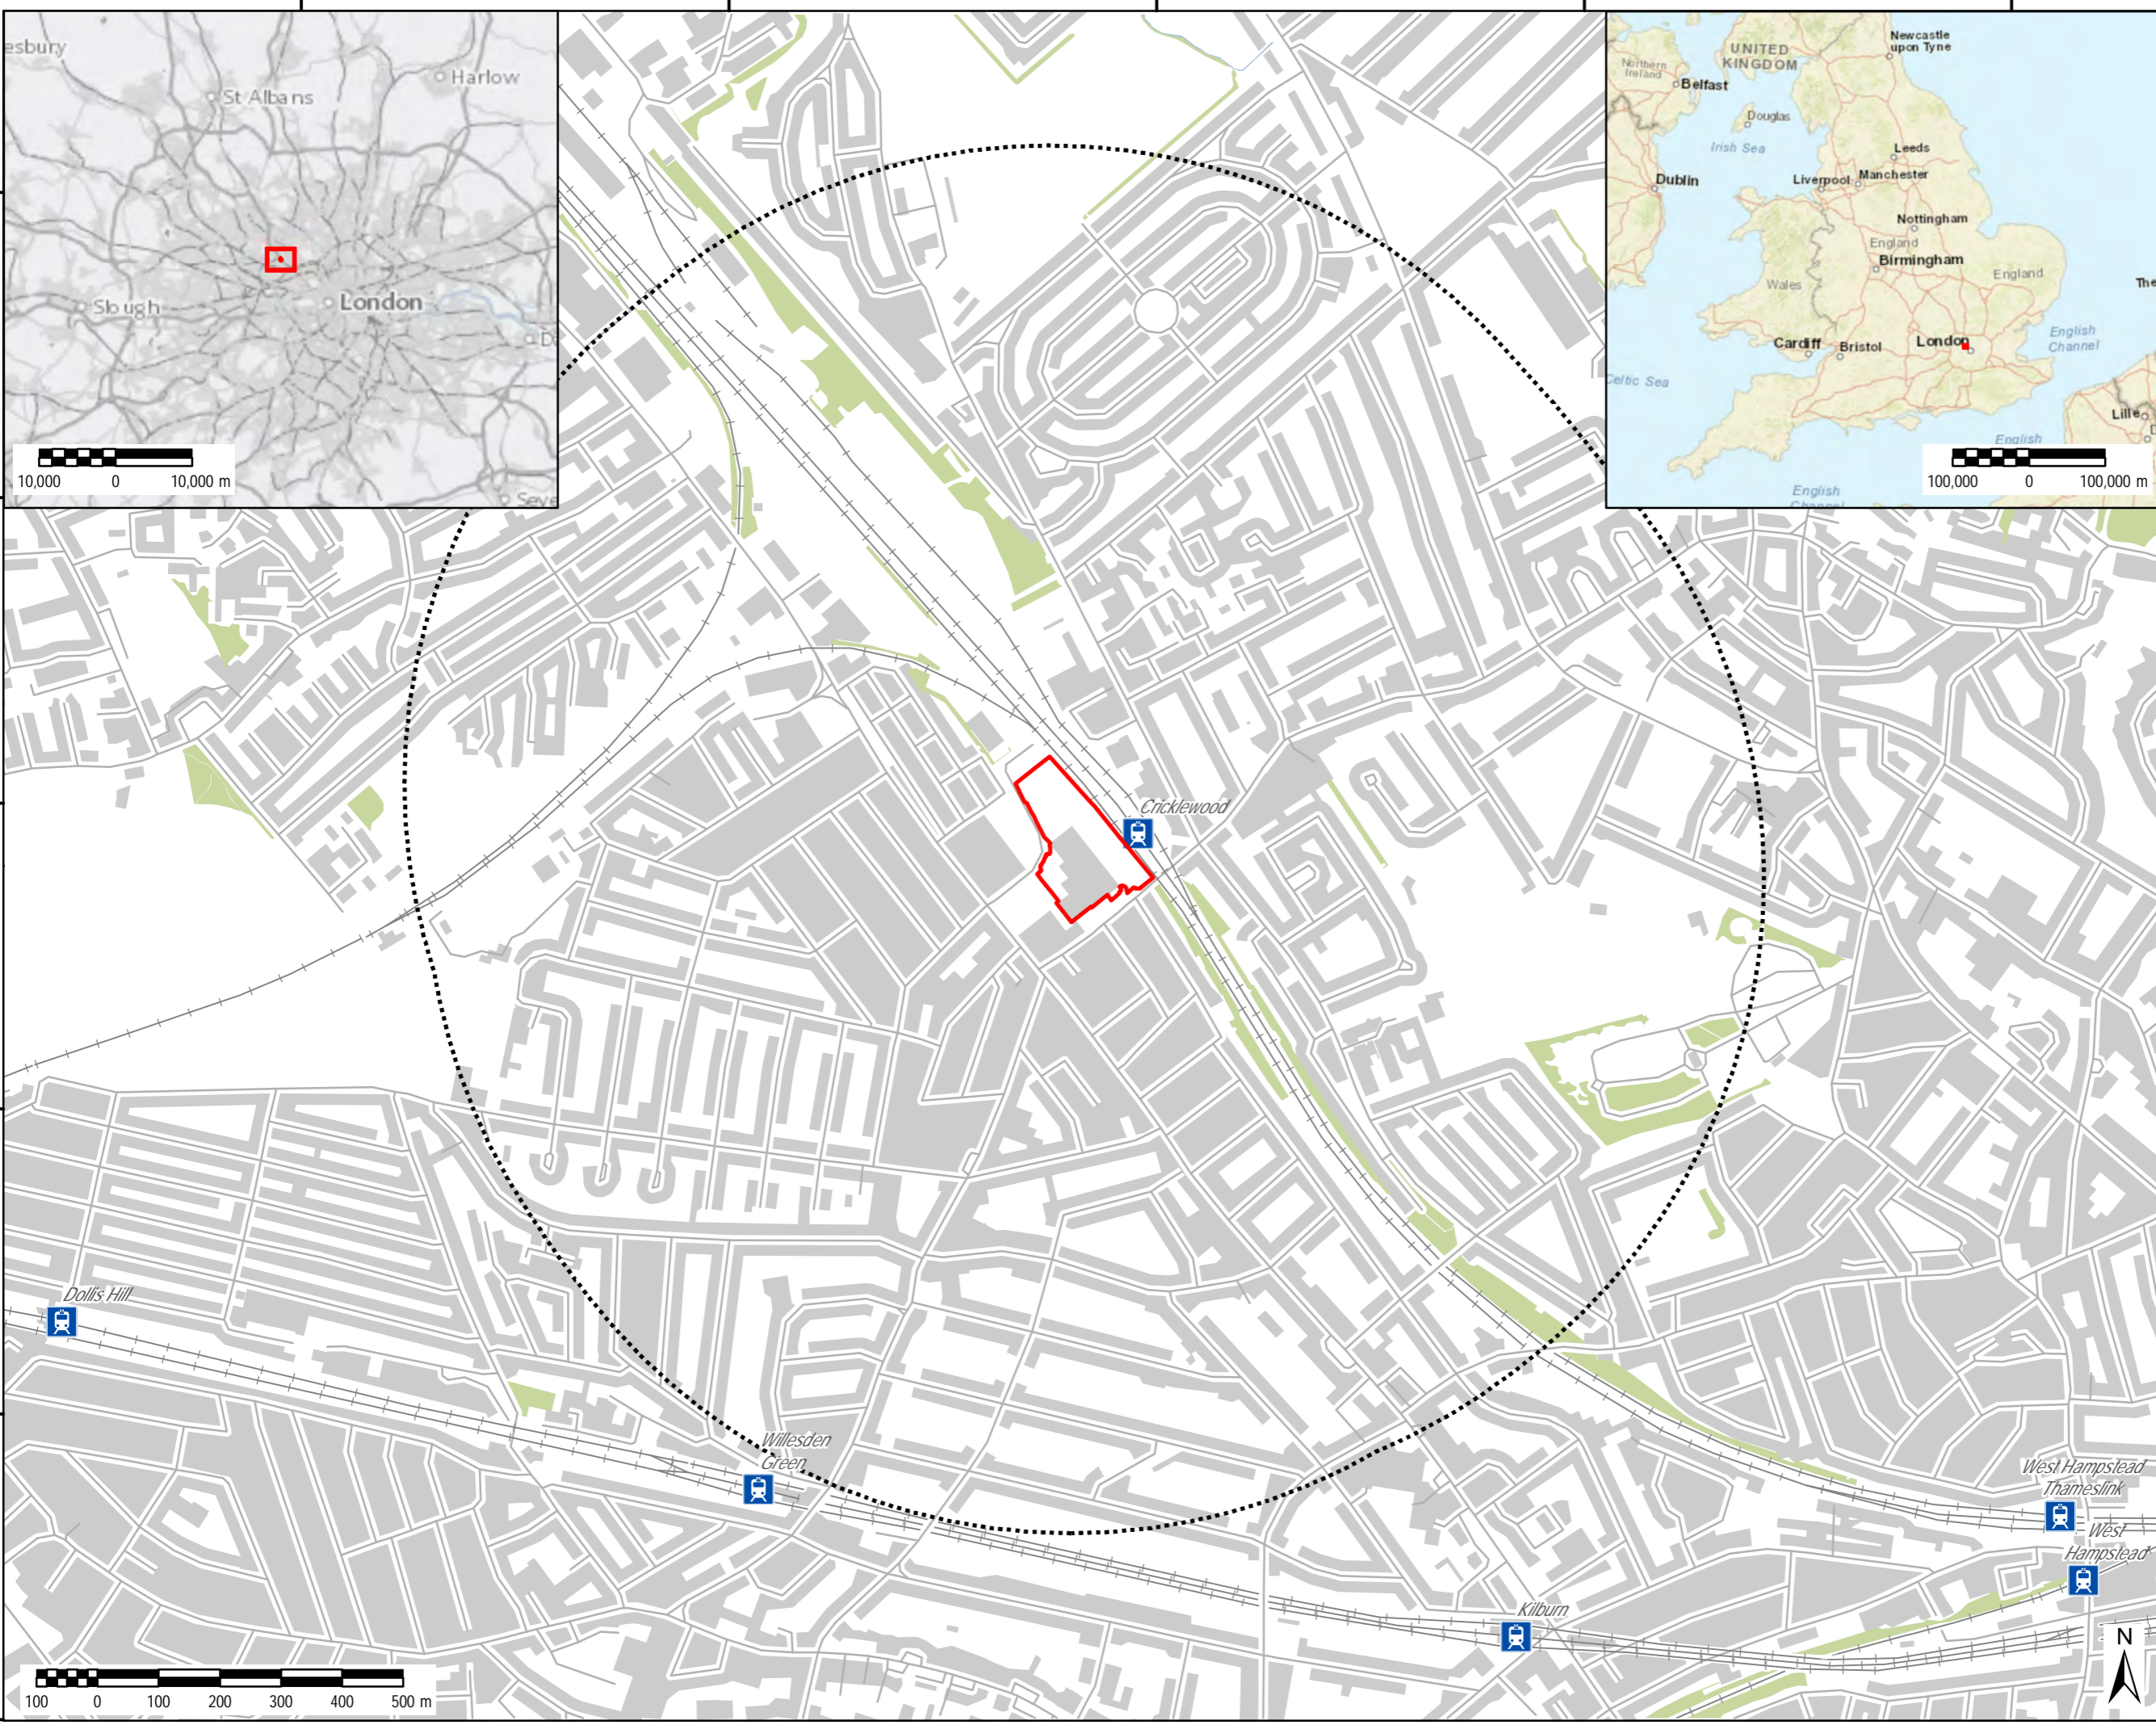 esbury
Harlow
St Albans
Slough
London
D
Seve
10,000 0 10,000 m
Newcastle
upon Tyne
UNITED
KINGDOM
Northern
Ireland
Belfast
Douglas
Irish Sea
Leeds
Dublin
Liverpool
Manchester
Nottingham
England
Birmingham
England
Wales
The
English
Channel
Cardiff
Bristol
London
Celtic Sea
Lille
English
English
Channel
100,000 0 100,000 m
Cricklewood
Dollis Hill
Willesden
Green
West Hampstead
Thameslink
West
Hampstead
Kilburn
N
100 0 100 200 300 400 500 m